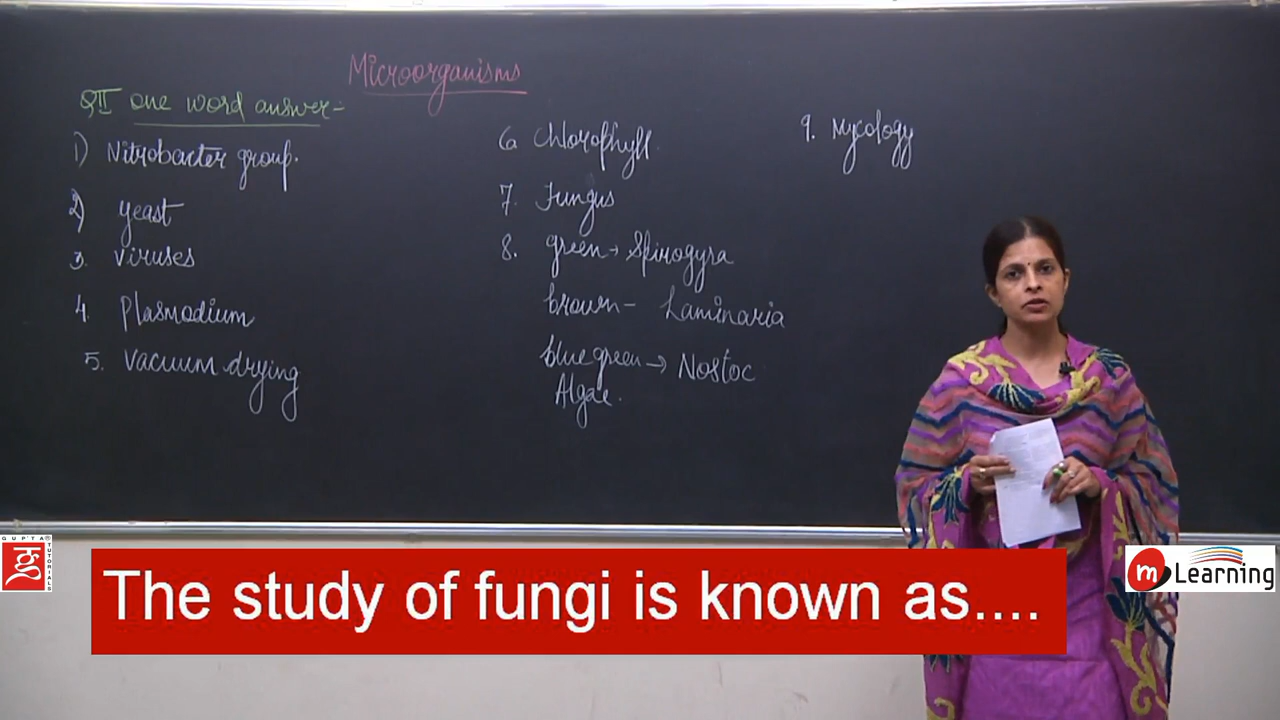 Microorganisms
QII one word answer:-
1) Nitrobacter group.
2) yeast
3. Viruses
4. Plasmodium
5. Vacuum drying
6. Chlorophyll.
7. Fungus
8. green → Spirogyra
brown - Laminaria
blue green → Nostoc
Algae.
9. Mycology
GUPTA®
TUTORIALS
m Learning
The study of fungi is known as....